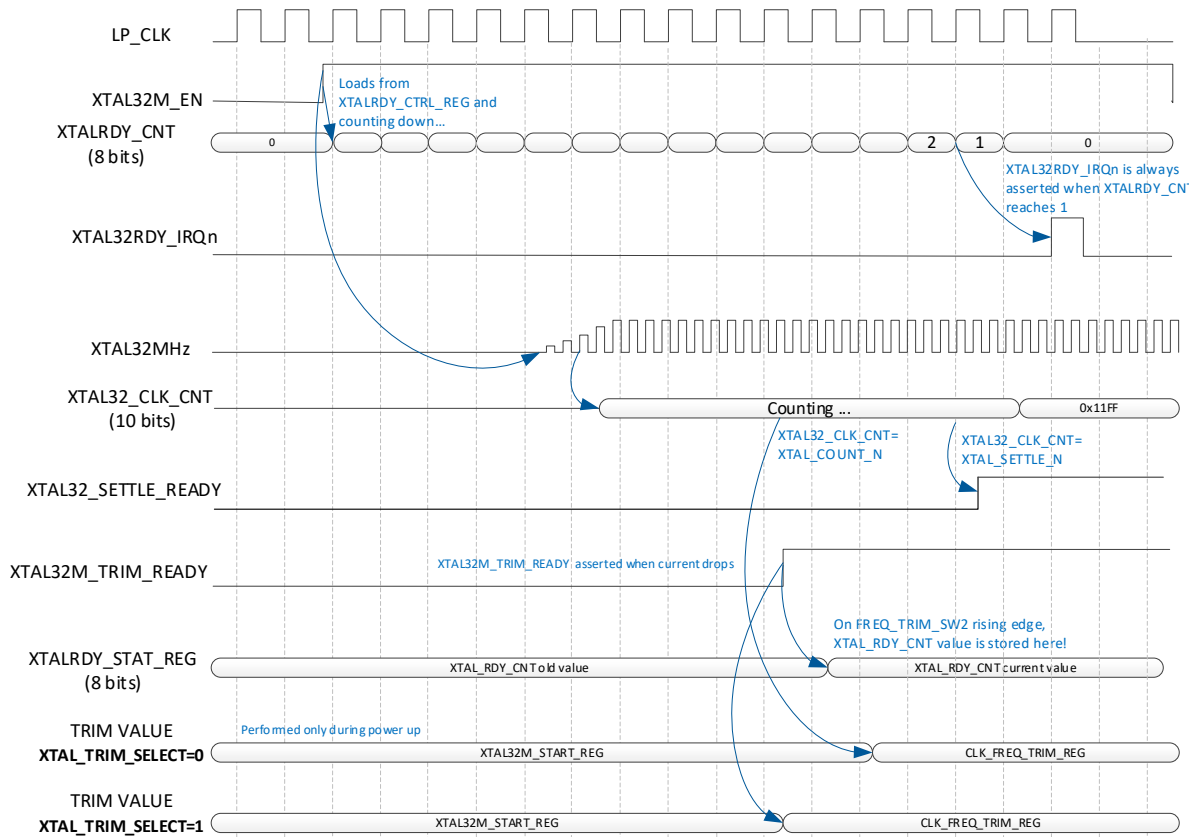 LP_CLK
XTAL32M_EN
Loads from
XTALRDY_CTRL_REG and
counting down...
XTALRDY_CNT
(8 bits)
0
2
1
0
XTAL32RDY_IRQn is always
asserted when XTALRDY_CNT
reaches 1
XTAL32RDY_IRQn
XTAL32MHz
XTAL32_CLK_CNT
(10 bits)
Counting ...
0x11FF
XTAL32_CLK_CNT=
XTAL_COUNT_N
XTAL32_CLK_CNT=
XTAL_SETTLE_N
XTAL32_SETTLE_READY
XTAL32M_TRIM_READY
XTAL32M_TRIM_READY asserted when current drops
On FREQ_TRIM_SW2 rising edge,
XTAL_RDY_CNT value is stored here!
XTALRDY_STAT_REG
(8 bits)
XTAL_RDY_CNT old value
XTAL_RDY_CNT current value
TRIM VALUE
XTAL_TRIM_SELECT=0
Performed only during power up
XTAL32M_START_REG
CLK_FREQ_TRIM_REG
TRIM VALUE
XTAL_TRIM_SELECT=1
XTAL32M_START_REG
CLK_FREQ_TRIM_REG